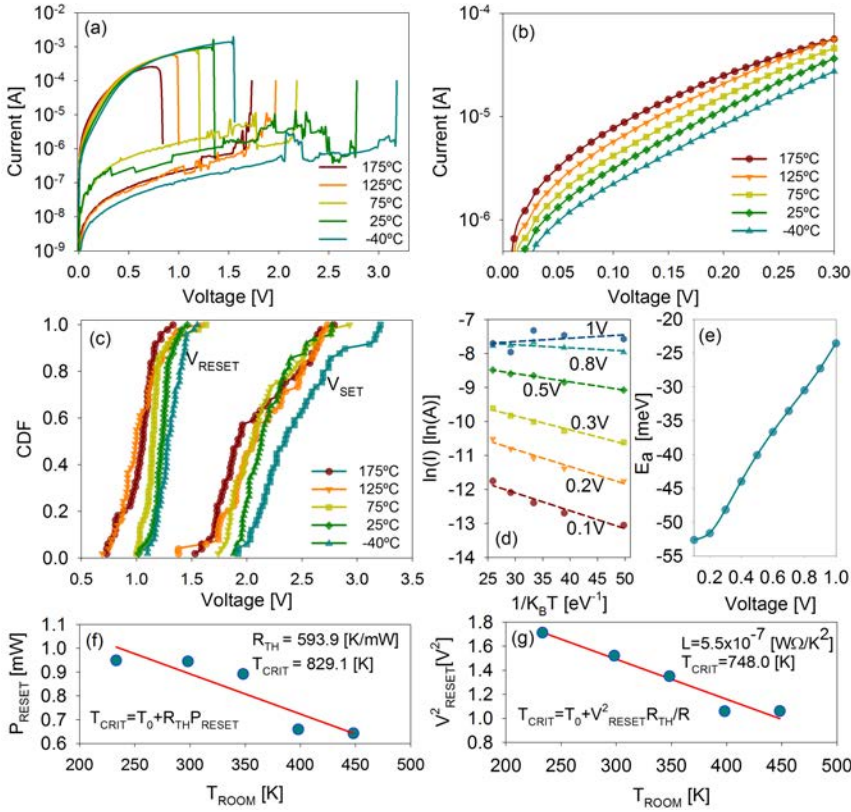 (a)
Current [A]
10⁻²
10⁻³
10⁻⁴
10⁻⁵
10⁻⁶
10⁻⁷
10⁻⁸
10⁻⁹
175ºC
125ºC
75ºC
25ºC
-40ºC
0.0 0.5 1.0 1.5 2.0 2.5 3.0
Voltage [V]
(b)
Current [A]
10⁻⁴
10⁻⁵
10⁻⁶
175ºC
125ºC
75ºC
25ºC
-40ºC
0.00 0.05 0.10 0.15 0.20 0.25 0.30
Voltage [V]
(c)
CDF
1.0
0.8
0.6
0.4
0.2
0.0
V_RESET
V_SET
175ºC
125ºC
75ºC
25ºC
-40ºC
0.5 1.0 1.5 2.0 2.5 3.0 3.5
Voltage [V]
(d)
ln(I) [ln(A)]
-7
-8
-9
-10
-11
-12
-13
-14
1V
0.8V
0.5V
0.3V
0.2V
0.1V
25 30 35 40 45 50
1/K_BT [eV⁻¹]
(e)
E_a [meV]
-15
-20
-25
-30
-35
-40
-45
-50
-55
0.2 0.4 0.6 0.8 1.0
Voltage [V]
(f)
P_RESET [mW]
1.1
1.0
0.9
0.8
0.7
0.6
R_TH = 593.9 [K/mW]
T_CRIT = 829.1 [K]
T_CRIT=T_0+R_THP_RESET
200 250 300 350 400 450 500
T_ROOM [K]
(g)
V²_RESET[V²]
1.8
1.6
1.4
1.2
1.0
0.8
L=5.5x10⁻⁷ [WΩ/K²]
T_CRIT=748.0 [K]
T_CRIT=T_0+V²_RESETR_TH/R
200 250 300 350 400 450 500
T_ROOM [K]